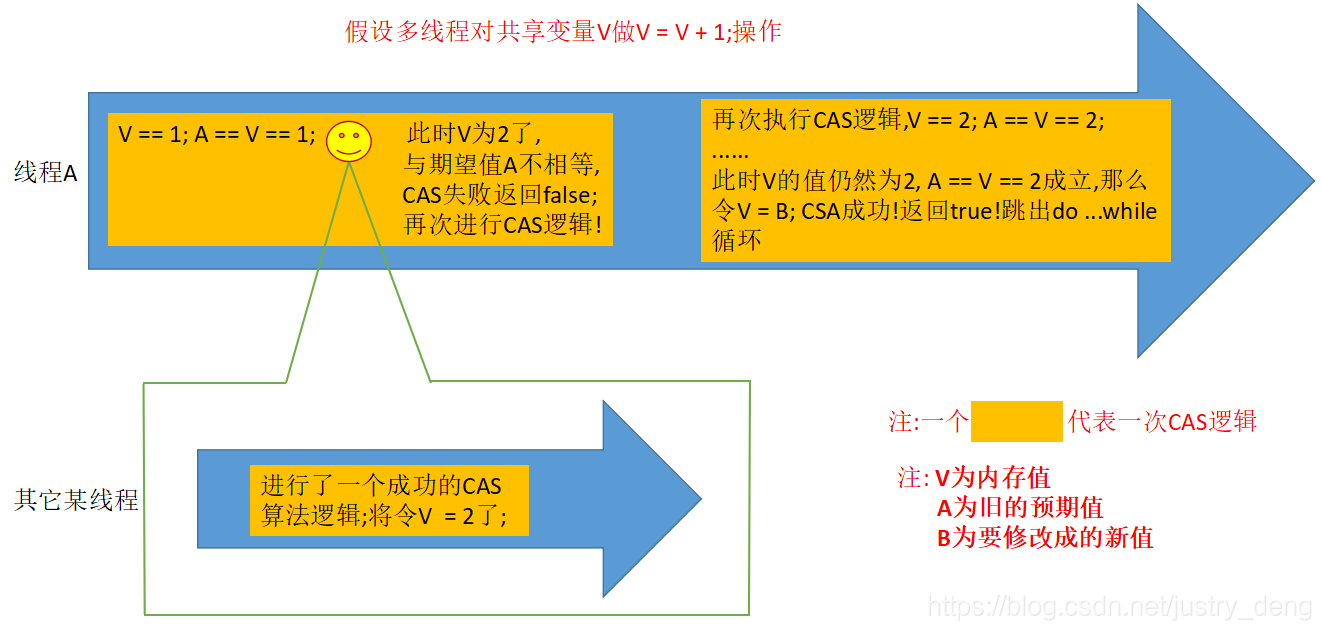 假设多线程对共享变量V做V = V + 1;操作
线程A
V == 1; A == V == 1;
此时V为2了,
与期望值A不相等,
CAS失败返回false;
再次进行CAS逻辑!
再次执行CAS逻辑,V == 2; A == V == 2;
......
此时V的值仍然为2, A == V == 2成立,那么
令V = B; CSA成功!返回true!跳出do ...while
循环
其它某线程
进行了一个成功的CAS
算法逻辑;将令V = 2了;
注:一个 代表一次CAS逻辑
注: V为内存值
A为旧的预期值
B为要修改成的新值
https://blog.csdn.net/justry_deng